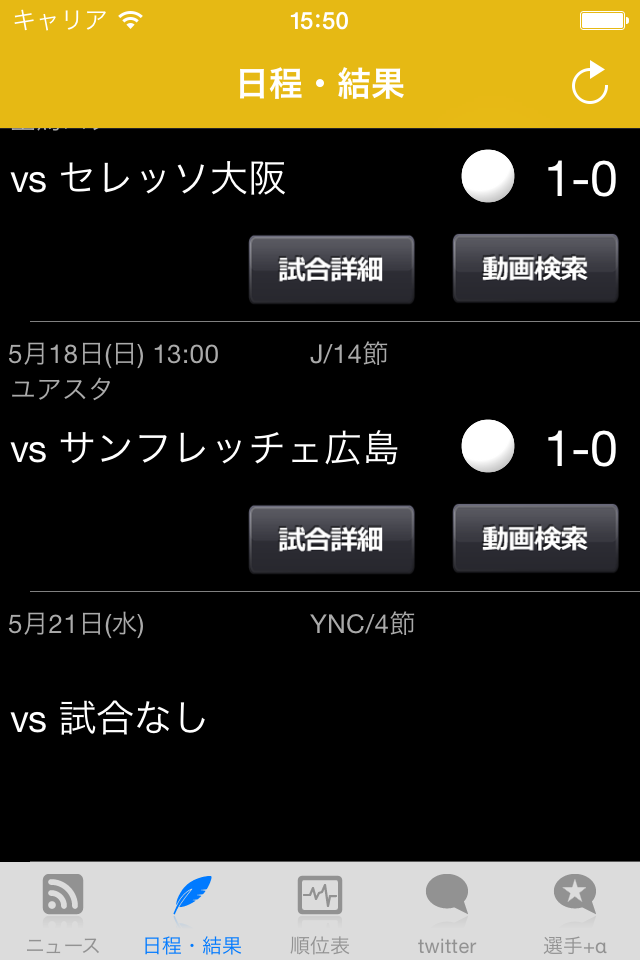 キャリア 15:50
日程・結果
vs セレッソ大阪 1-0
試合詳細 動画検索
5月18日(日) 13:00 J/14節
ユアスタ
vs サンフレッチェ広島 1-0
試合詳細 動画検索
5月21日(水) YNC/4節
vs 試合なし
ニュース 日程・結果 順位表 twitter 選手+α